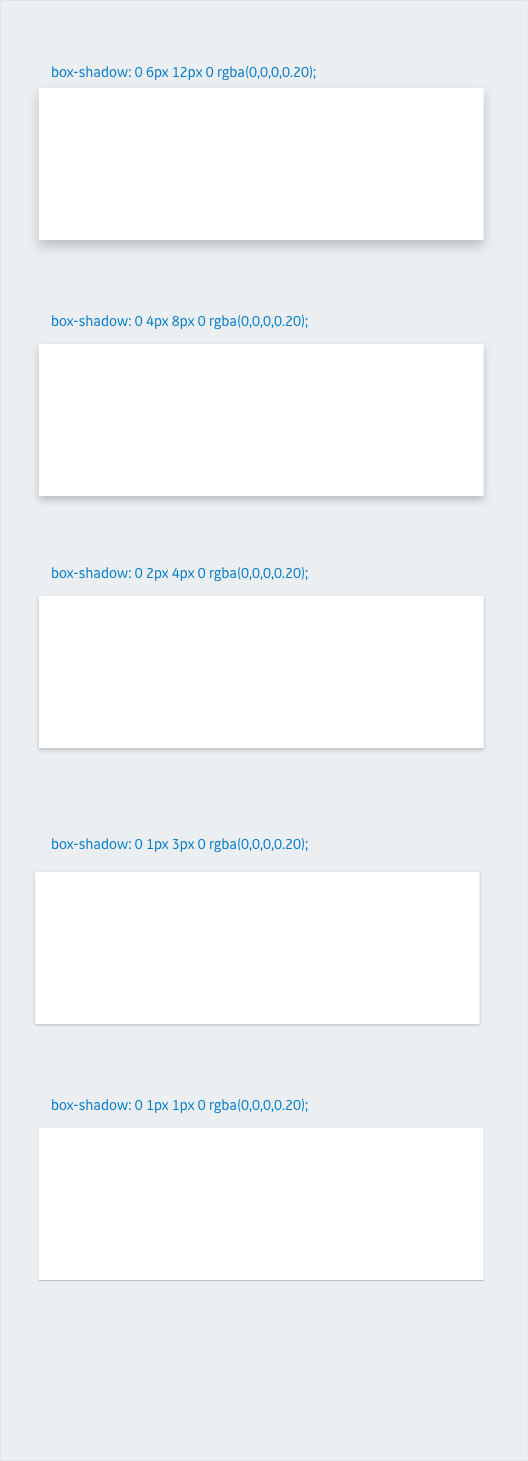 box-shadow: 0 6px 12px 0 rgba(0,0,0,0.20);
box-shadow: 0 4px 8px 0 rgba(0,0,0,0.20);
box-shadow: 0 2px 4px 0 rgba(0,0,0,0.20);
box-shadow: 0 1px 3px 0 rgba(0,0,0,0.20);
box-shadow: 0 1px 1px 0 rgba(0,0,0,0.20);